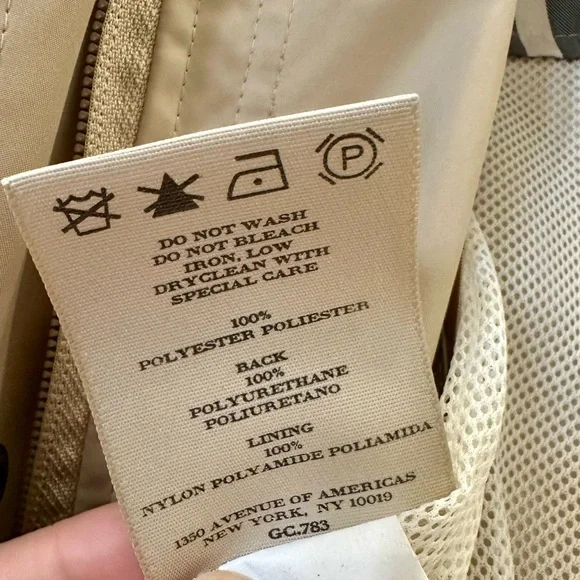 P
DO NOT WASH
DO NOT BLEACH
IRON, LOW
DRYCLEAN WITH
SPECIAL CARE
100%
POLYESTER POLIESTER
BACK
100%
POLYURETHANE
POLIURETANO
LINING
100%
NYLON POLYAMIDE POLIAMIDA
1350 AVENUE OF AMERICAS
NEW YORK, NY 10019
GC.783